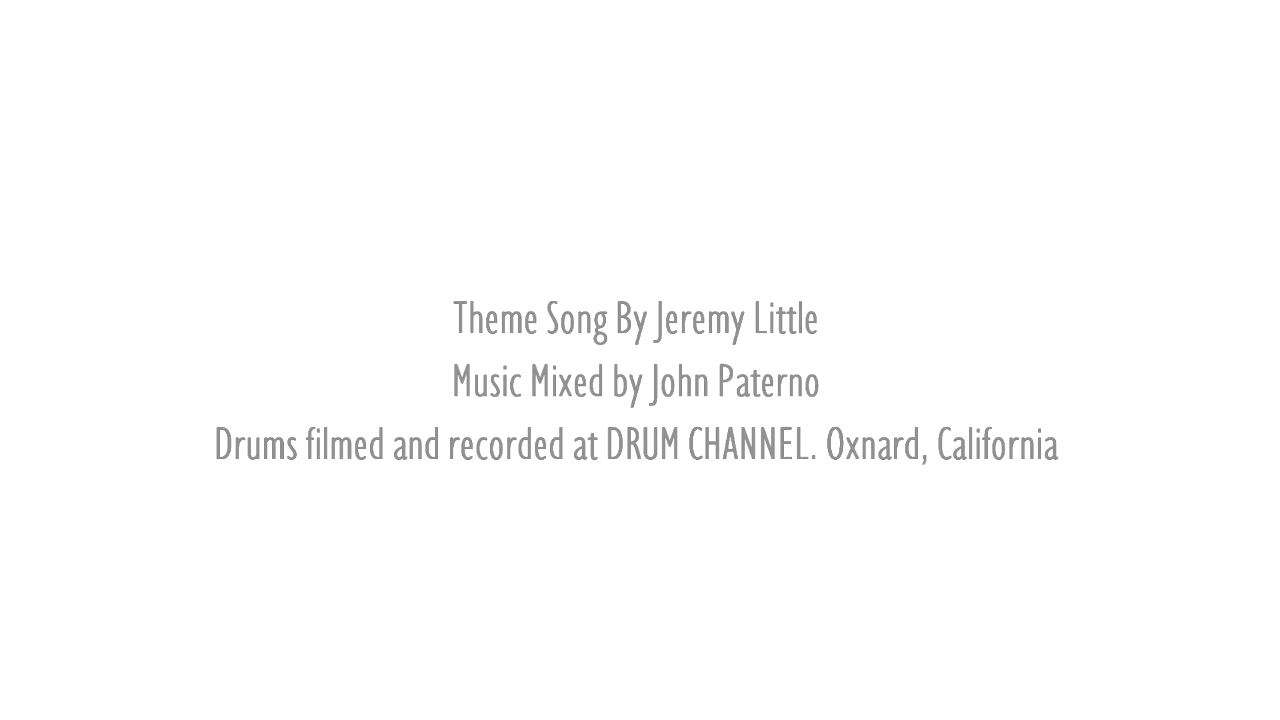 Theme Song By Jeremy Little
Music Mixed by John Paterno
Drums filmed and recorded at DRUM CHANNEL. Oxnard, California